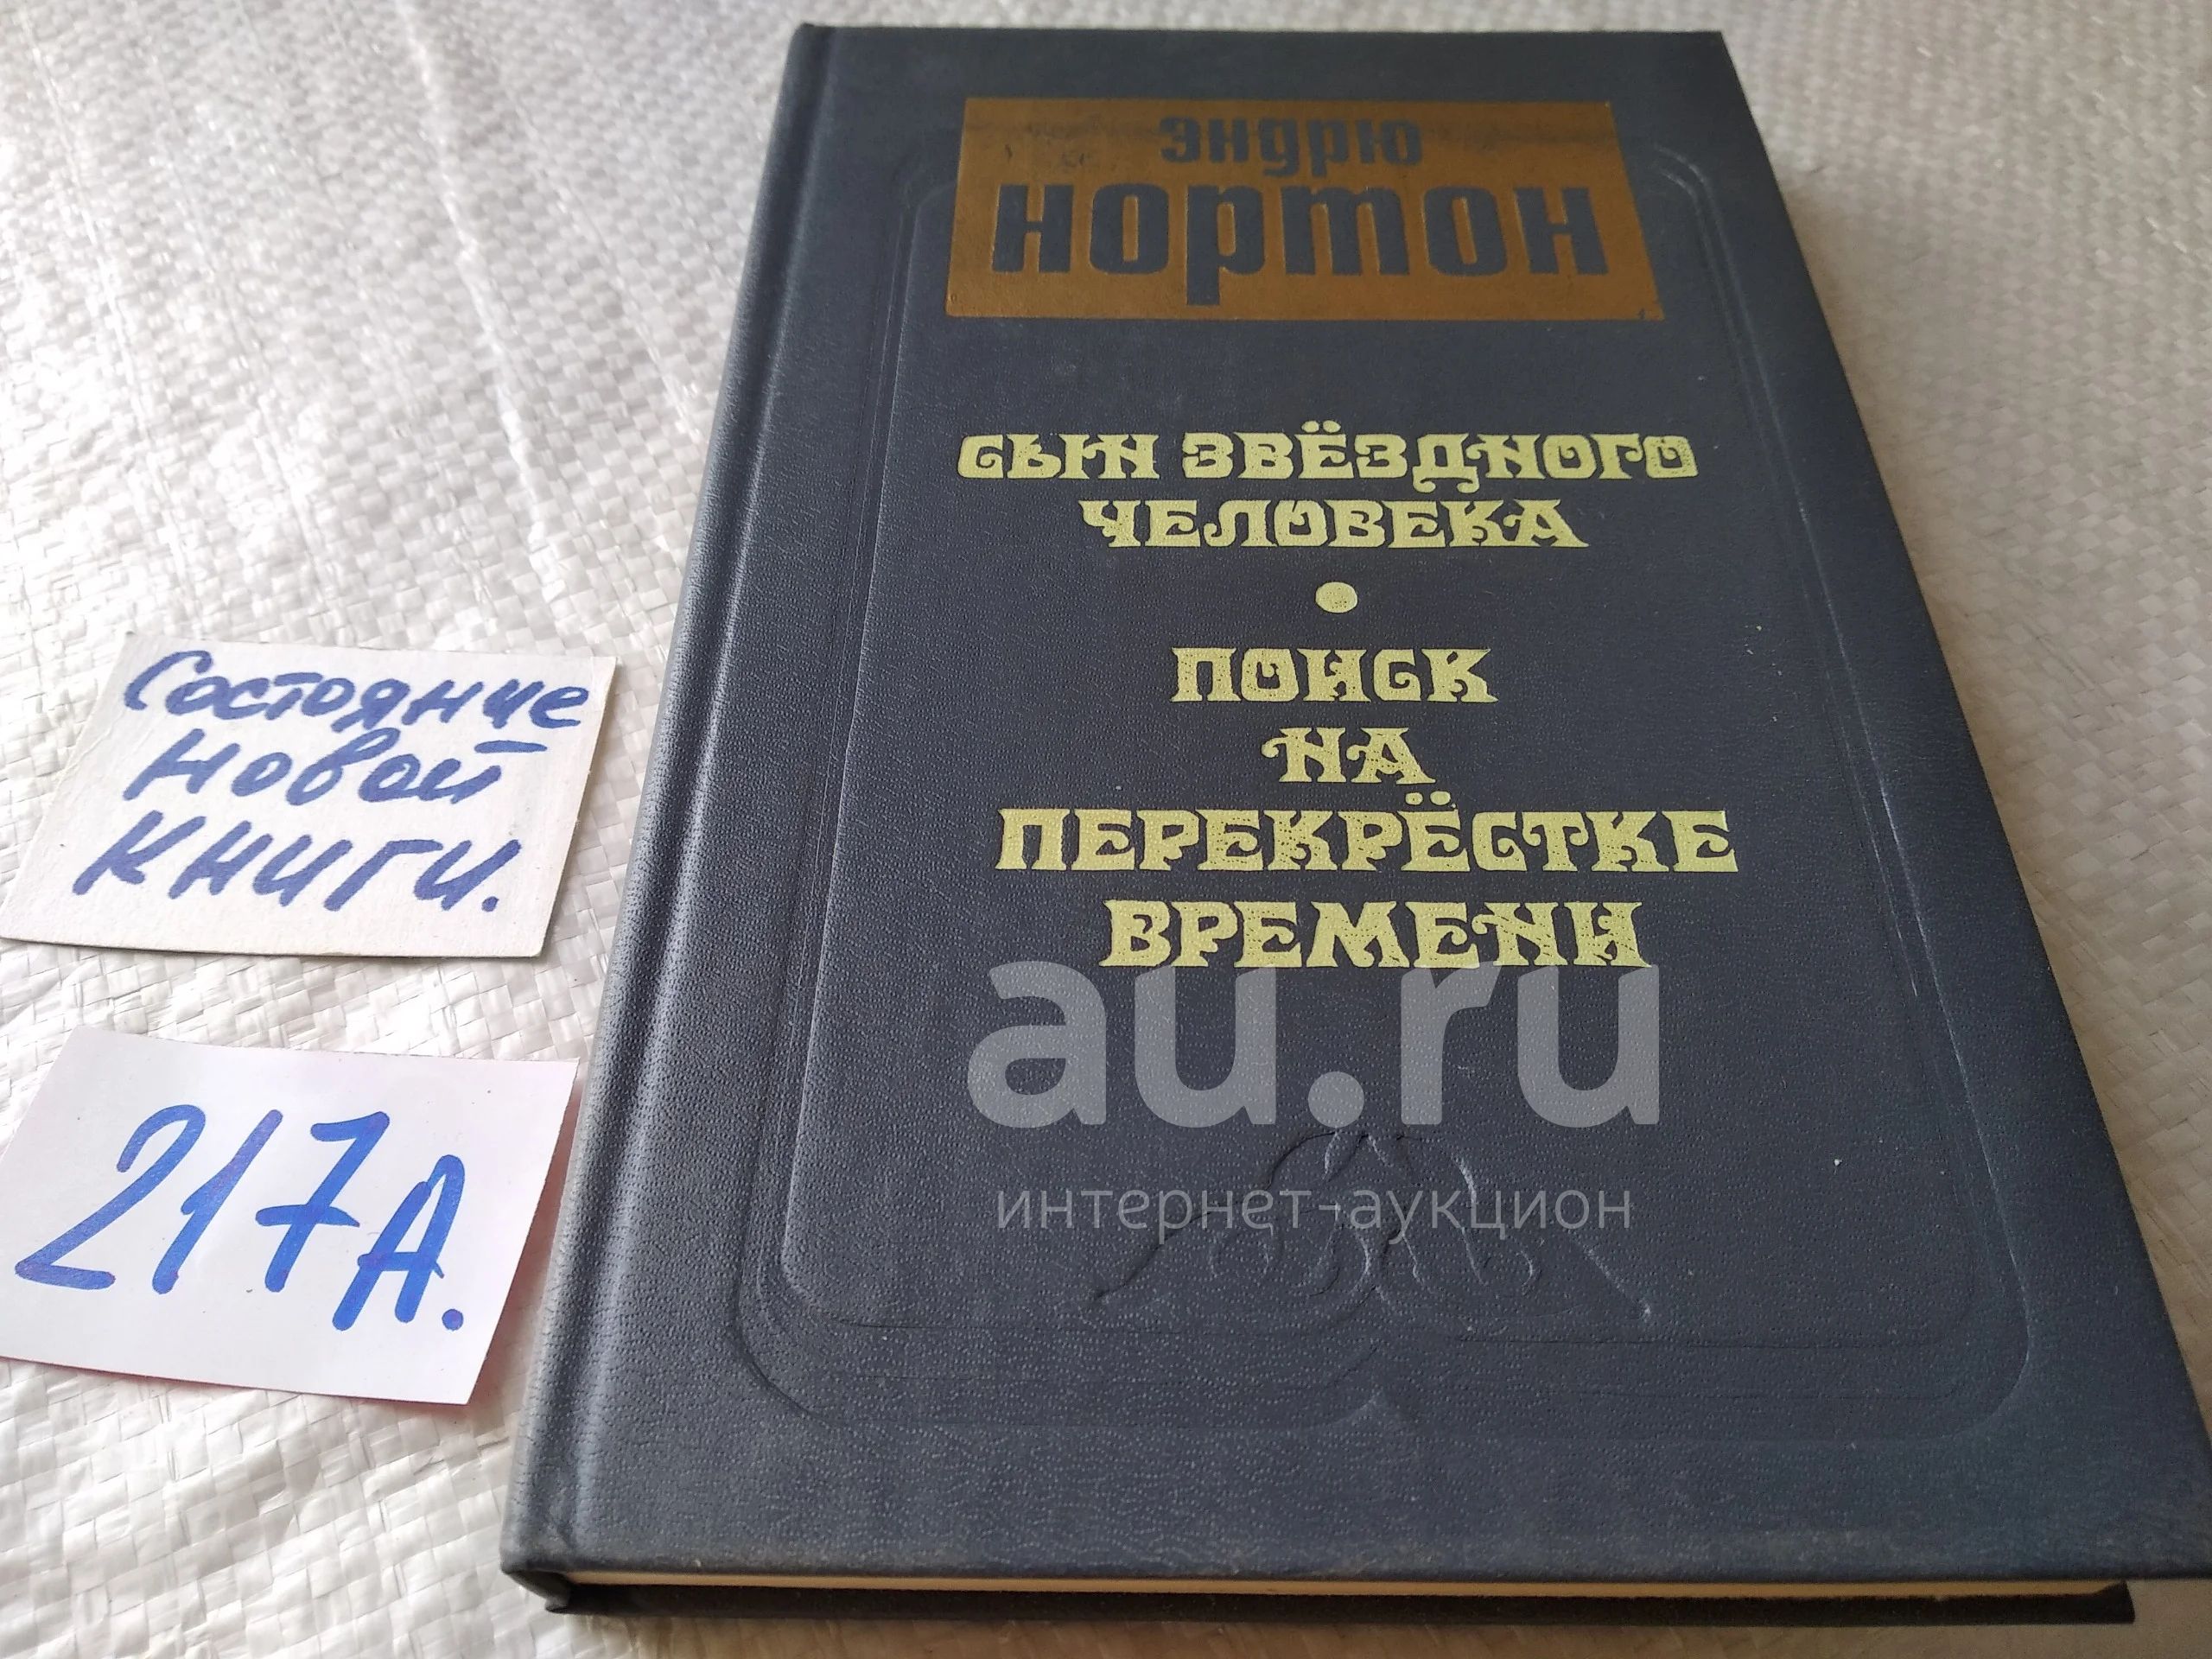 эндрю
нортон
СЫН ЗВЁЗДНОГО
ЧЕЛОВЕКА
•
ПОИСК
НА
ПЕРЕКРЁСТКЕ
ВРЕМЕНИ
Состояние
новой
книги.
217А.
au.ru
интернет-аукцион